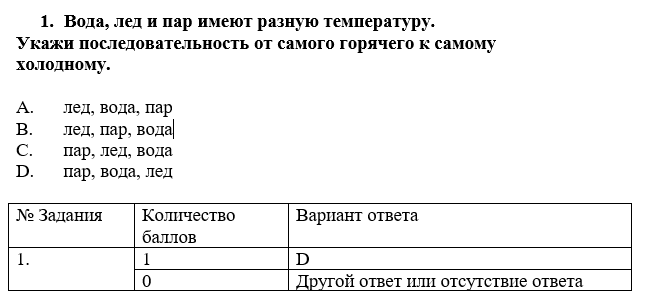 1. Вода, лед и пар имеют разную температуру.
Укажи последовательность от самого горячего к самому
холодному.
A. лед, вода, пар
B. лед, пар, вода
C. пар, лед, вода
D. пар, вода, лед
№ Задания Количество баллов Вариант ответа
1. 1 D
0 Другой ответ или отсутствие ответа